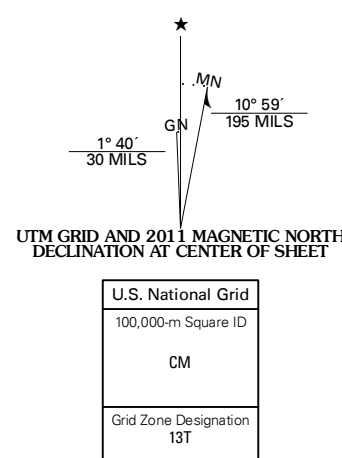 ★
MN
GN
10° 59´
195 MILS
1° 40´
30 MILS
UTM GRID AND 2011 MAGNETIC NORTH
DECLINATION AT CENTER OF SHEET
U.S. National Grid
100,000-m Square ID
CM
Grid Zone Designation
13T